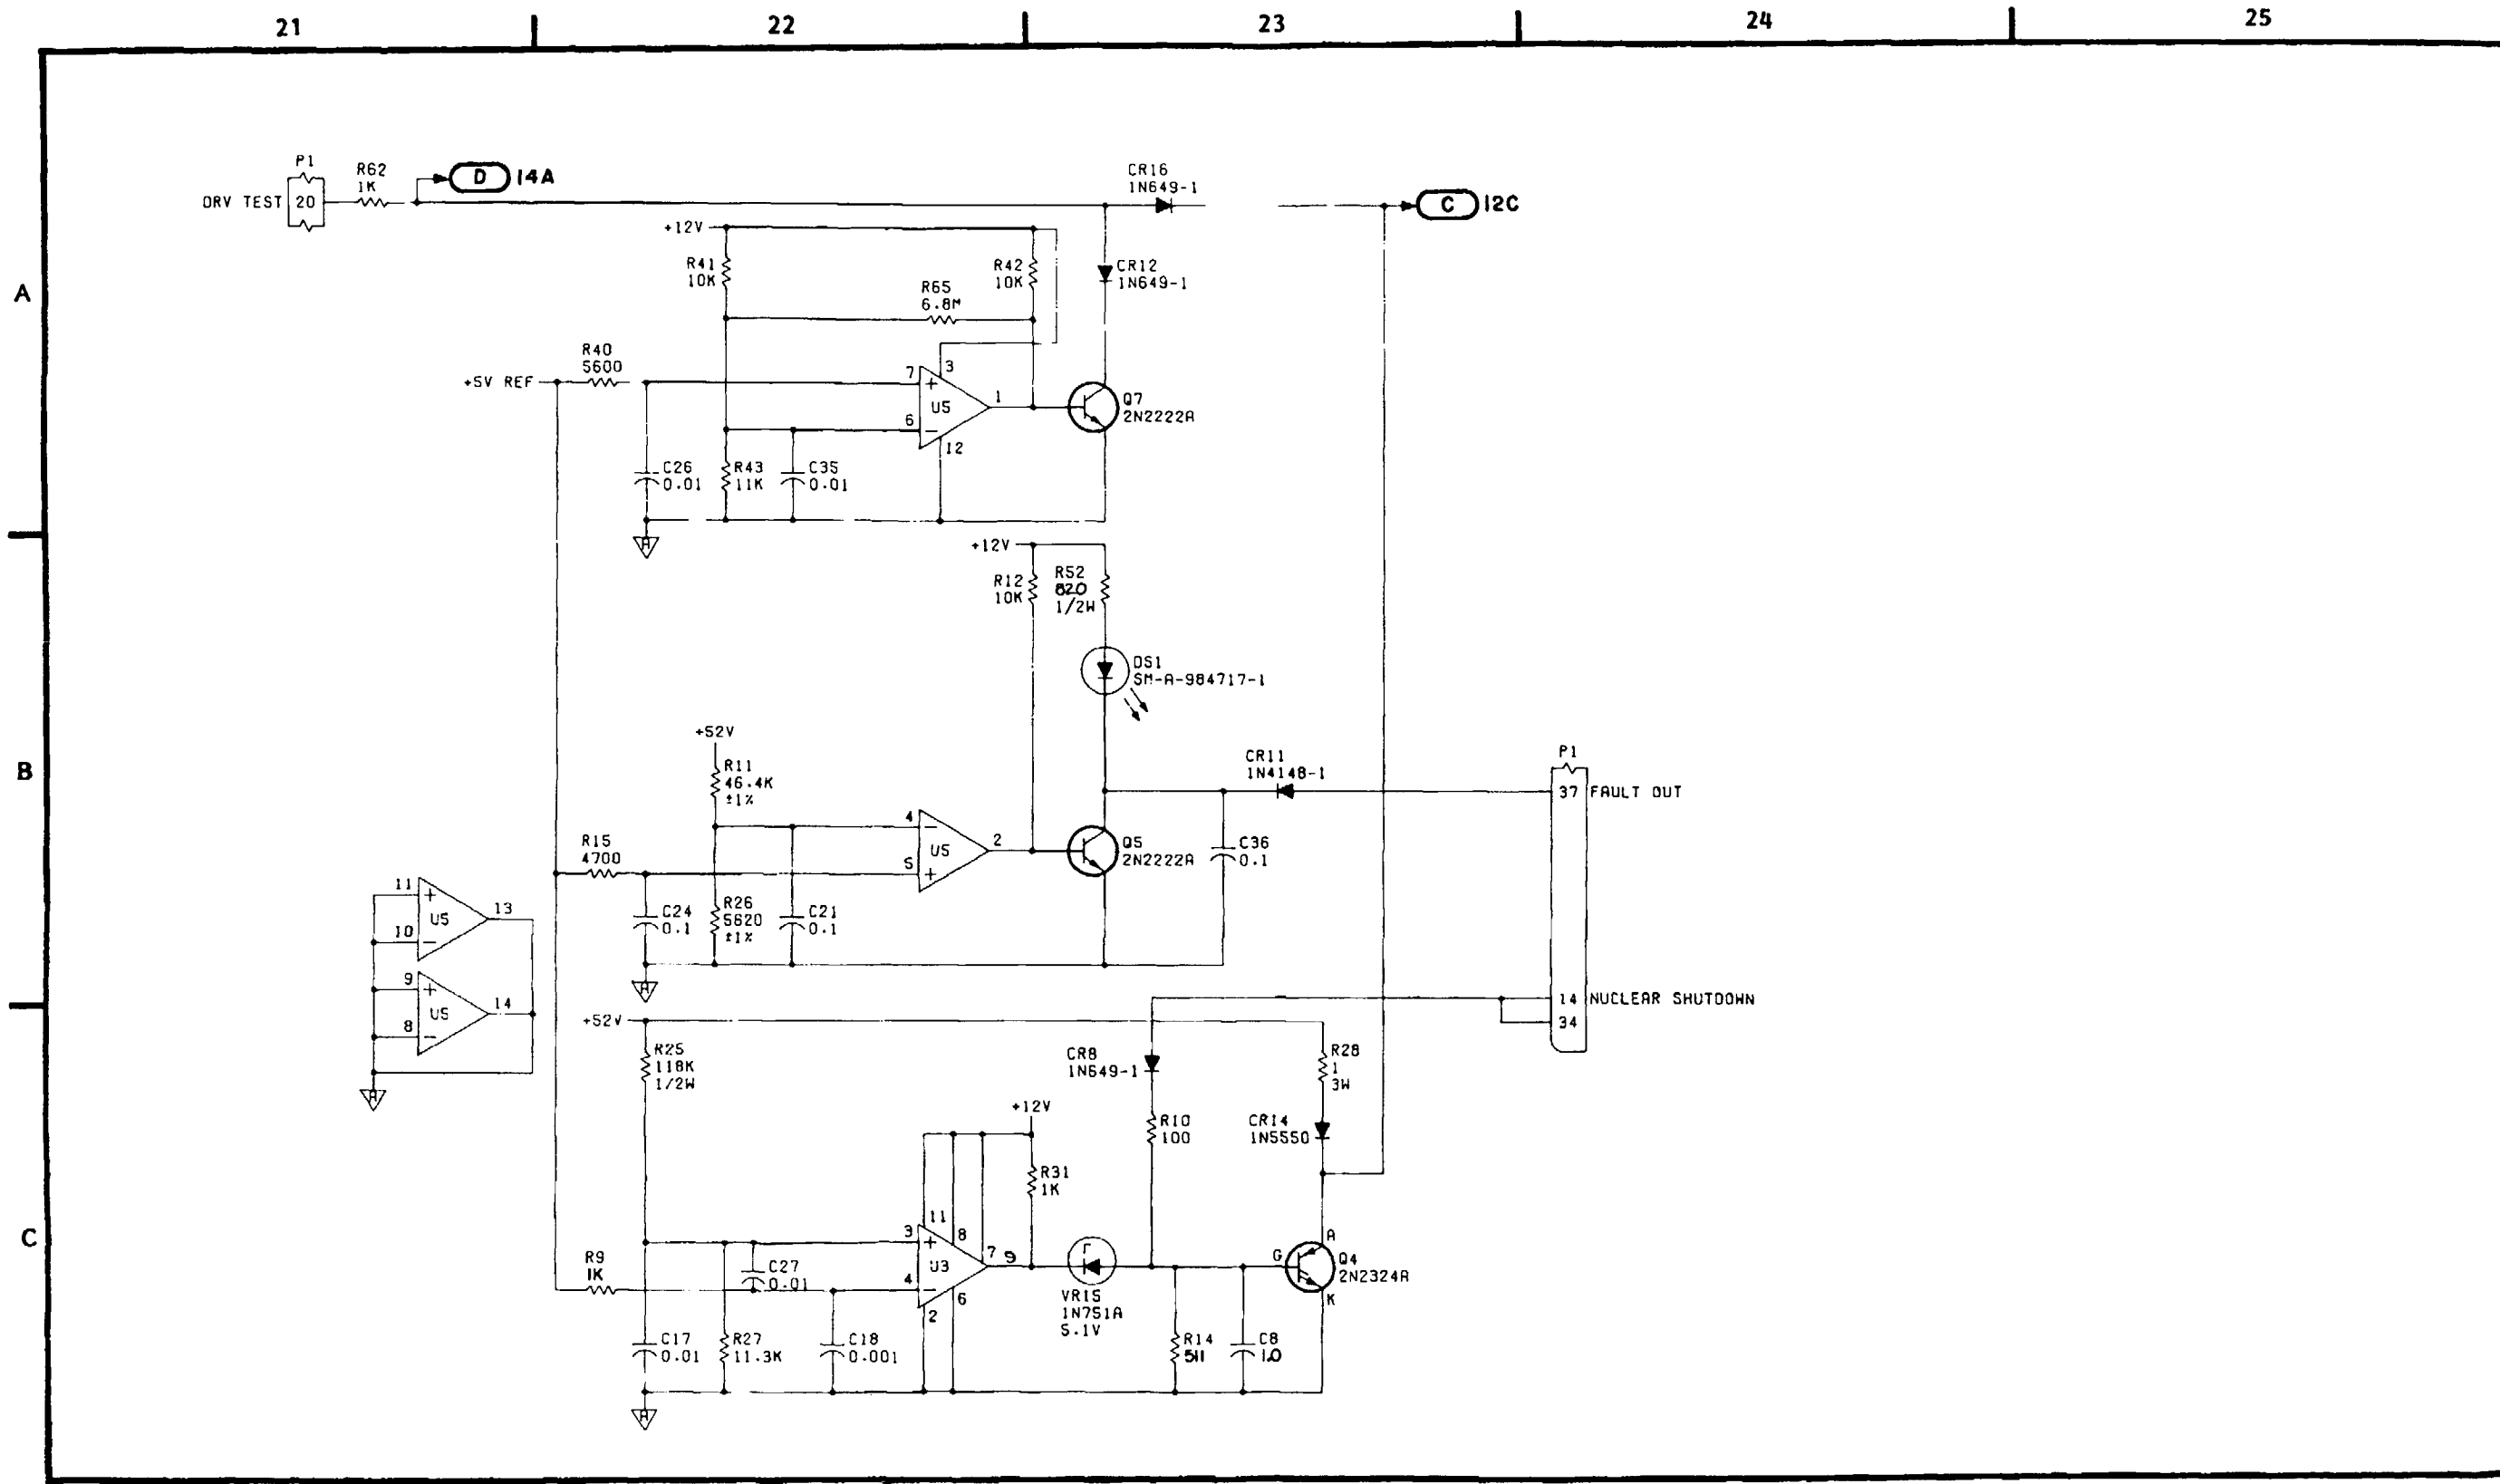 21
22
23
24
25
A
B
C
P1
DRV TEST
20
R62
1K
D
14A
CR16
1N649-1
C
12C
+12V
R41
10K
R42
10K
CR12
1N649-1
R65
6.8M
R40
5600
+5V REF
7
+
3
U5
1
6
−
12
Q7
2N2222A
C26
0.01
R43
11K
C35
0.01
A
+12V
R12
10K
R52
820
1/2W
DS1
SM-A-984717-1
+52V
R11
46.4K
±1%
CR11
1N4148-1
P1
37
FAULT OUT
R15
4700
4
−
U5
2
5
+
Q5
2N2222A
C36
0.1
11
+
U5
13
10
−
9
+
U5
14
8
−
A
C24
0.1
R26
5620
±1%
C21
0.1
A
14
NUCLEAR SHUTDOWN
34
+52V
R25
118K
1/2W
CR8
1N649-1
R28
1
3W
+12V
R10
100
CR14
1N5550
R31
1K
11
8
3
+
7
9
U3
4
−
6
2
R9
1K
C27
0.01
VR15
1N751A
5.1V
G
A
Q4
2N2324A
K
C17
0.01
R27
11.3K
C18
0.001
R14
511
C8
1.0
A